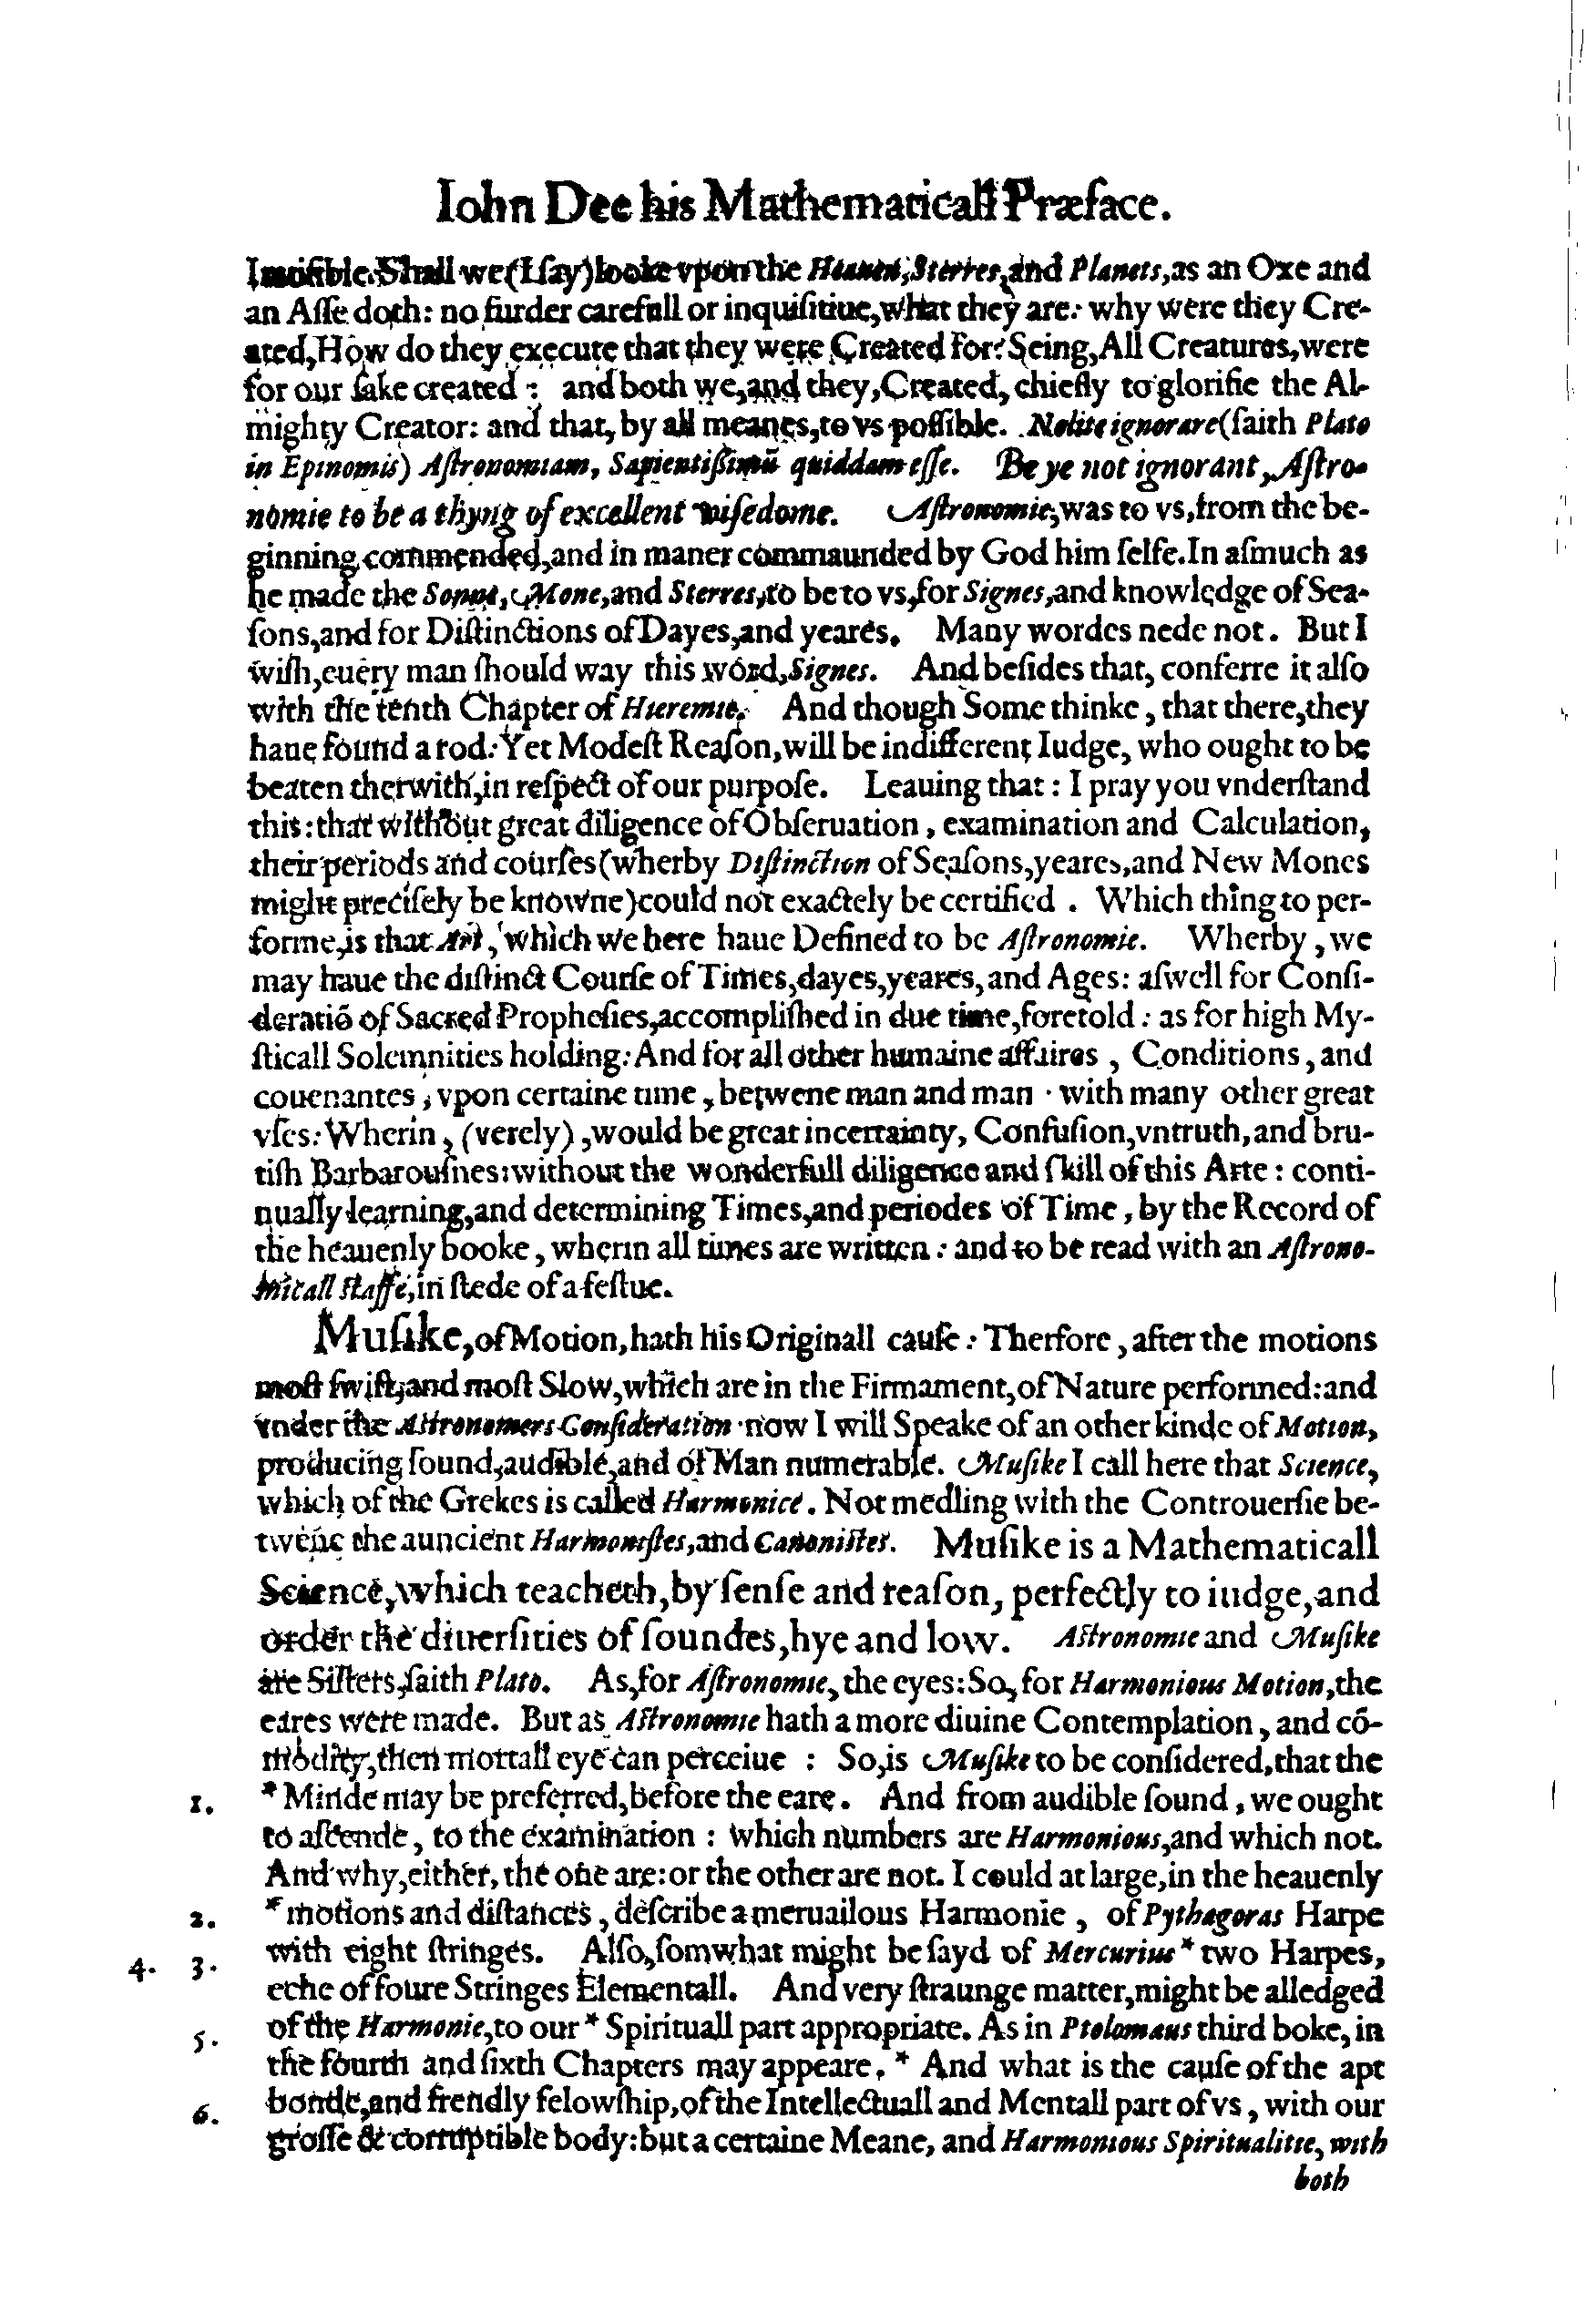 Iohn Dee his Mathematicall Præface.
Inuisible. Shall we (I say) looke vpon the Heauen, Sterres, and Planets, as an Oxe and
an Aſſe doth: no furder carefull or inquiſitiue, what they are: why were they Cre-
ated, How do they execute that they were Created for? Seing, All Creatures, were
for our ſake created: and both we, and they, Created, chiefly to glorifie the Al-
mighty Creator: and that, by all meanes, to vs poſſible. Nolite ignorare (ſaith Plato
in Epinomis) Aſtronomiam, Sapientiſsimū quiddam eſſe. Be ye not ignorant, Aſtro-
nomie to be a thyng of excellent wiſedome. Aſtronomie, was to vs, from the be-
ginning commended, and in maner commaunded by God him ſelfe. In aſmuch as
he made the Sonne, Mone, and Sterres, to be to vs, for Signes, and knowledge of Sea-
ſons, and for Diſtinctions of Dayes, and yeares. Many wordes nede not. But I
wiſh, euery man ſhould way this word, Signes. And beſides that, conferre it alſo
with the tenth Chapter of Hieremie. And though Some thinke, that there, they
haue found a rod: Yet Modeſt Reaſon, will be indifferent Iudge, who ought to be
beaten therwith, in reſpect of our purpoſe. Leauing that: I pray you vnderſtand
this: that without great diligence of Obſeruation, examination and Calculation,
their periods and courſes (wherby Diſtinction of Seaſons, yeares, and New Mones
might preciſely be knowne) could not exactely be certified. Which thing to per-
forme, is that Art, which we here haue Defined to be Aſtronomie. Wherby, we
may haue the diſtinct Courſe of Times, dayes, yeares, and Ages: aſwell for Conſi-
deratiō of Sacred Propheſies, accompliſhed in due time, foretold: as for high My-
ſticall Solemnities holding: And for all other humaine affaires, Conditions, and
couenantes, vpon certaine time, betwene man and man: with many other great
vſes: Wherin, (verely), would be great incertainty, Confuſion, vntruth, and bru-
tiſh Barbarouſnes: without the wonderfull diligence and ſkill of this Arte: conti-
nually learning, and determining Times, and periodes of Time, by the Record of
the heauenly booke, wherin all times are written: and to be read with an Aſtrono-
micall ſtaffe, in ſtede of a feſtue.
Muſike, of Motion, hath his Originall cauſe: Therfore, after the motions
moſt ſwift, and moſt Slow, which are in the Firmament, of Nature performed: and
vnder the Aſtronomers Conſideration: now I will Speake of an other kinde of Motion,
producing ſound, audible, and of Man numerable. Muſike I call here that Science,
which of the Grekes is called Harmonice. Not medling with the Controuerſie be-
twene the auncient Harmoniſtes, and Canoniſtes. Muſike is a Mathematicall
Science, which teacheth, by ſenſe and reaſon, perfectly to iudge, and
order the diuerſities of ſoundes, hye and low. Aſtronomie and Muſike
are Siſters, ſaith Plato. As, for Aſtronomie, the eyes: So, for Harmonious Motion, the
eares were made. But as Aſtronomie hath a more diuine Contemplation, and cō-
modity, then mortall eye can perceiue: So, is Muſike to be conſidered, that the
1. *Minde may be preferred, before the eare. And from audible ſound, we ought
to aſcende, to the examination: which numbers are Harmonious, and which not.
And why, either, the one are: or the other are not. I could at large, in the heauenly
2. *motions and diſtances, deſcribe a meruailous Harmonie, of Pythagoras Harpe
4. 3. with eight ſtringes. Alſo, ſomwhat might be ſayd of Mercurius* two Harpes,
eche of foure Stringes Elementall. And very ſtraunge matter, might be alledged
5. of the Harmonie, to our* Spirituall part appropriate. As in Ptolomaus third boke, in
the fourth and ſixth Chapters may appeare.* And what is the cauſe of the apt
6. bonde, and frendly felowſhip, of the Intellectuall and Mentall part of vs, with our
groſſe & corruptible body: but a certaine Meane, and Harmonious Spiritualitie, with
both